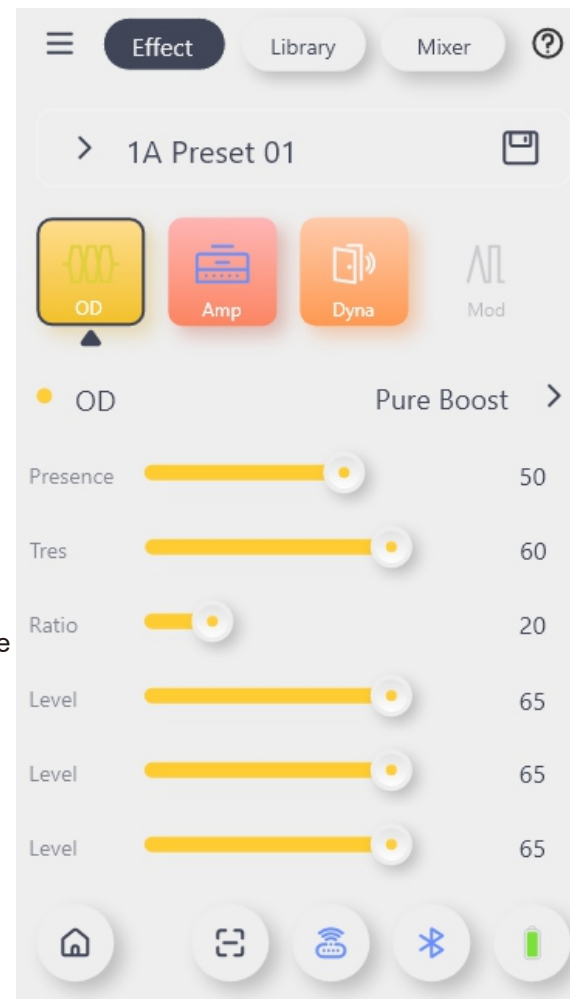 Effect Library Mixer
1A Preset 01
OD Amp Dyna Mod
OD Pure Boost
Presence 50
Tres 60
Ratio 20
e
Level 65
Level 65
Level 65